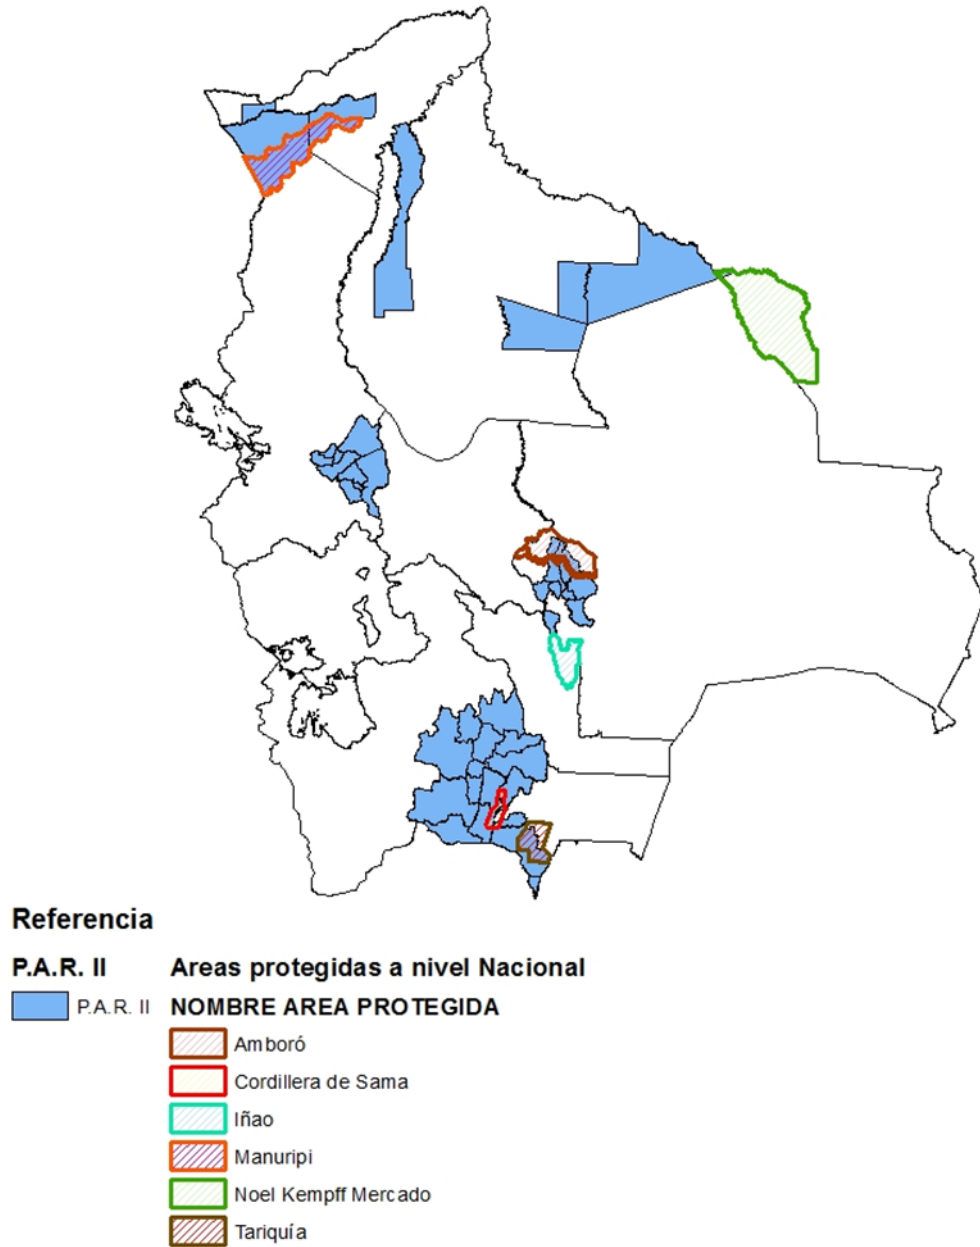 Referencia
P.A.R. II Areas protegidas a nivel Nacional
P.A.R. II NOMBRE AREA PROTEGIDA
Amboró
Cordillera de Sama
Iñao
Manuripi
Noel Kempff Mercado
Tariquía